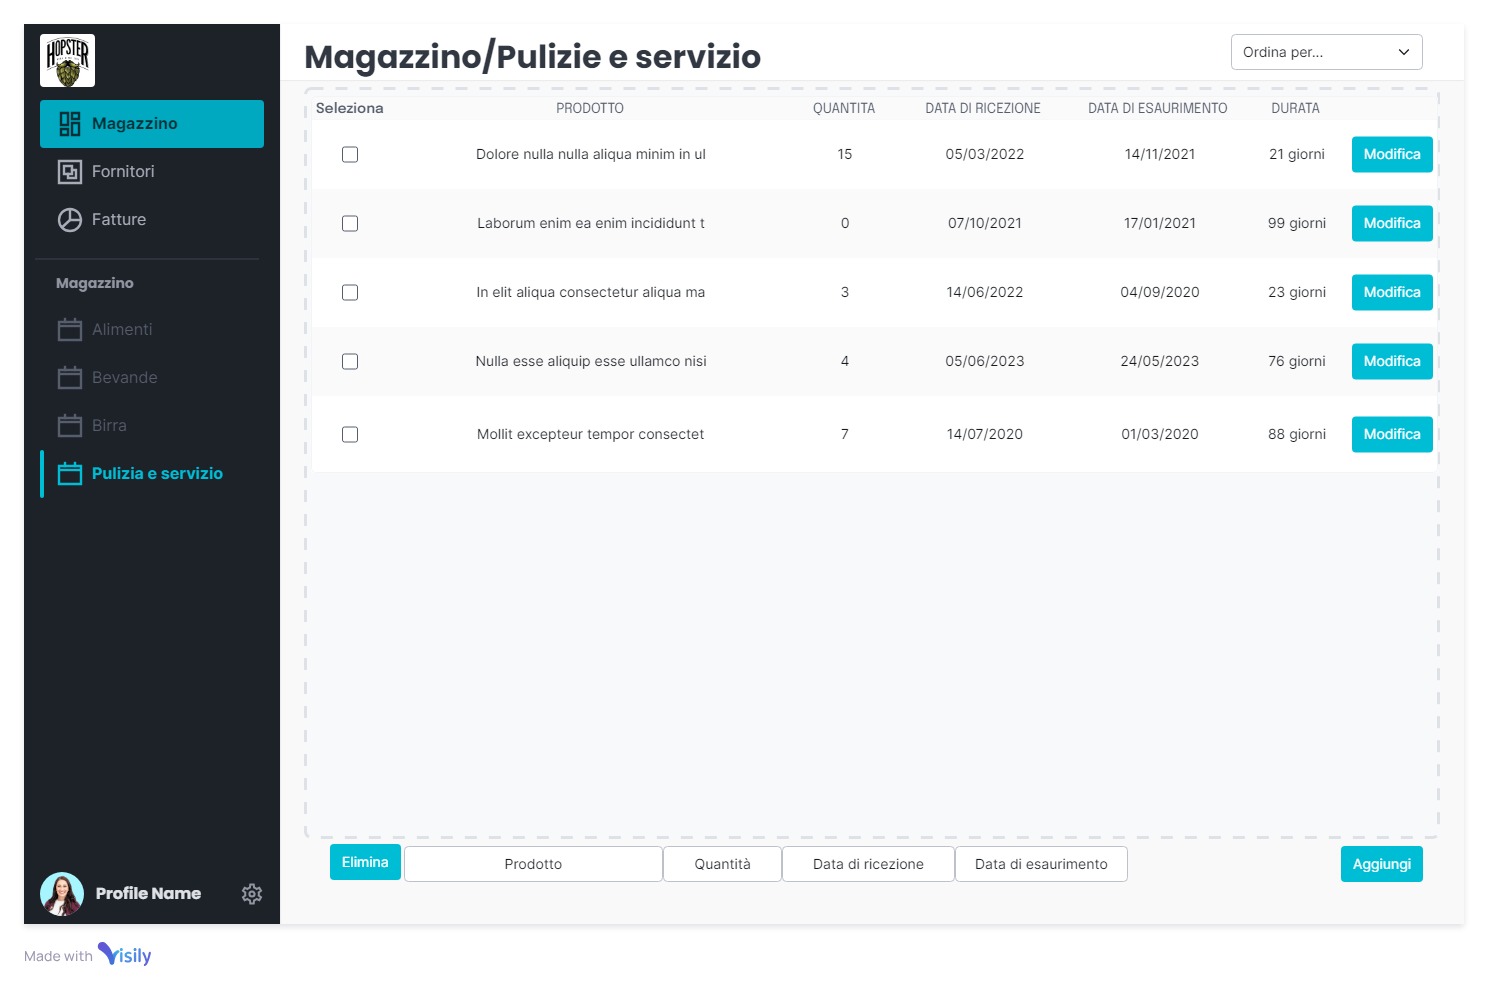 HOPSTER
Magazzino/Pulizie e servizio
Ordina per...
Magazzino
Fornitori
Fatture
Magazzino
Alimenti
Bevande
Birra
Pulizia e servizio
Profile Name
Seleziona PRODOTTO QUANTITA DATA DI RICEZIONE DATA DI ESAURIMENTO DURATA
Dolore nulla nulla aliqua minim in ul 15 05/03/2022 14/11/2021 21 giorni Modifica
Laborum enim ea enim incididunt t 0 07/10/2021 17/01/2021 99 giorni Modifica
In elit aliqua consectetur aliqua ma 3 14/06/2022 04/09/2020 23 giorni Modifica
Nulla esse aliquip esse ullamco nisi 4 05/06/2023 24/05/2023 76 giorni Modifica
Mollit excepteur tempor consectet 7 14/07/2020 01/03/2020 88 giorni Modifica
Elimina Prodotto Quantità Data di ricezione Data di esaurimento Aggiungi
Made with Visily